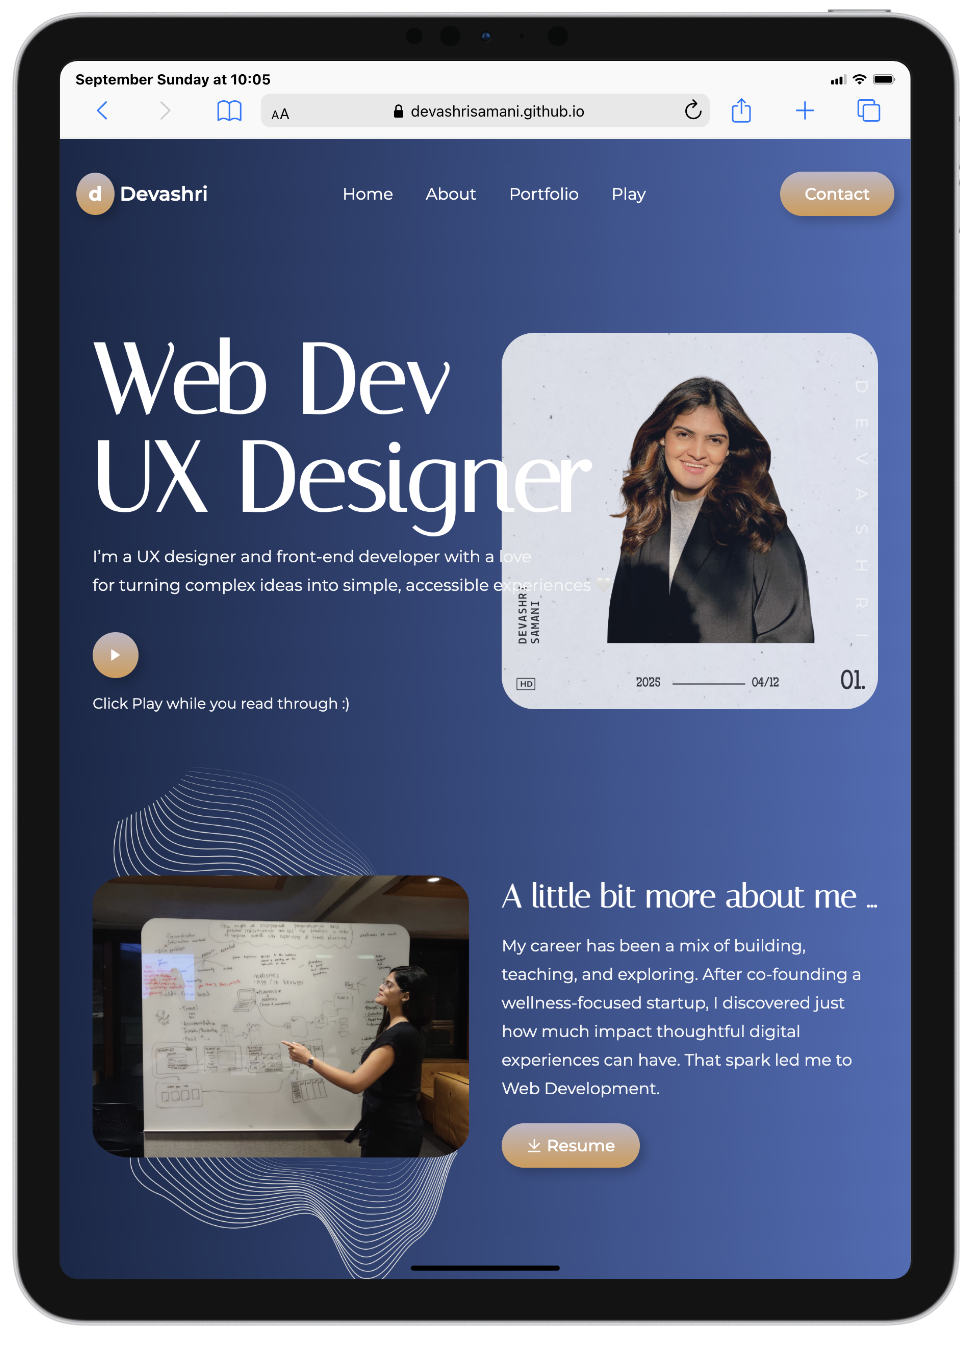 September Sunday at 10:05
AA
devashrisamani.github.io
d Devashri
Home About Portfolio Play
Contact
Web Dev
UX Designer
I'm a UX designer and front-end developer with a love
for turning complex ideas into simple, accessible experiences
Click Play while you read through :)
DEVASHRI
DEVASHRI
SAMANI
HD
2025
04/12
01.
A little bit more about me ...
My career has been a mix of building,
teaching, and exploring. After co-founding a
wellness-focused startup, I discovered just
how much impact thoughtful digital
experiences can have. That spark led me to
Web Development.
Resume